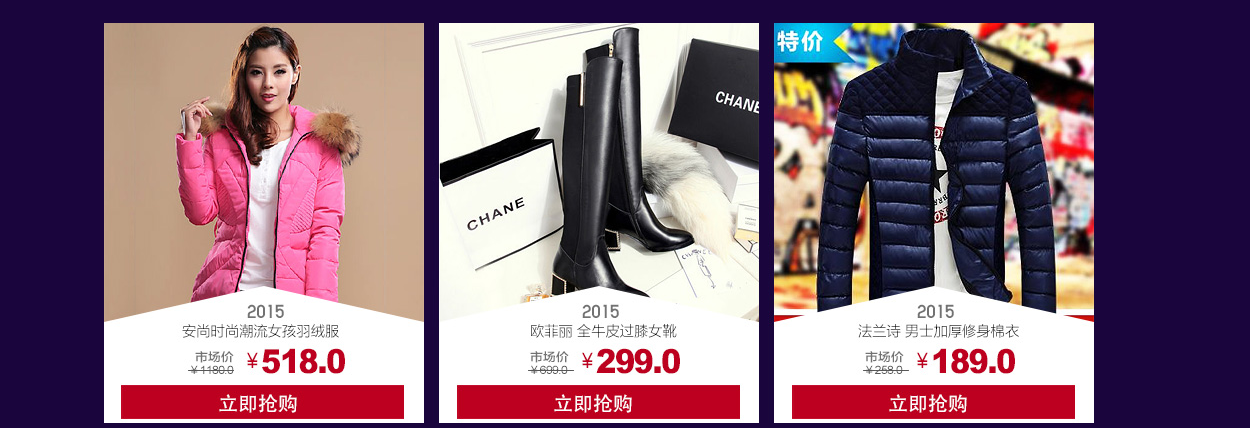 CHANE
CHANE
特价
2015
安尚时尚潮流女孩羽绒服
市场价
￥1180.0
￥518.0
立即抢购
2015
欧菲丽 全牛皮过膝女靴
市场价
￥699.0
￥299.0
立即抢购
2015
法兰诗 男士加厚修身棉衣
市场价
￥258.0
￥189.0
立即抢购